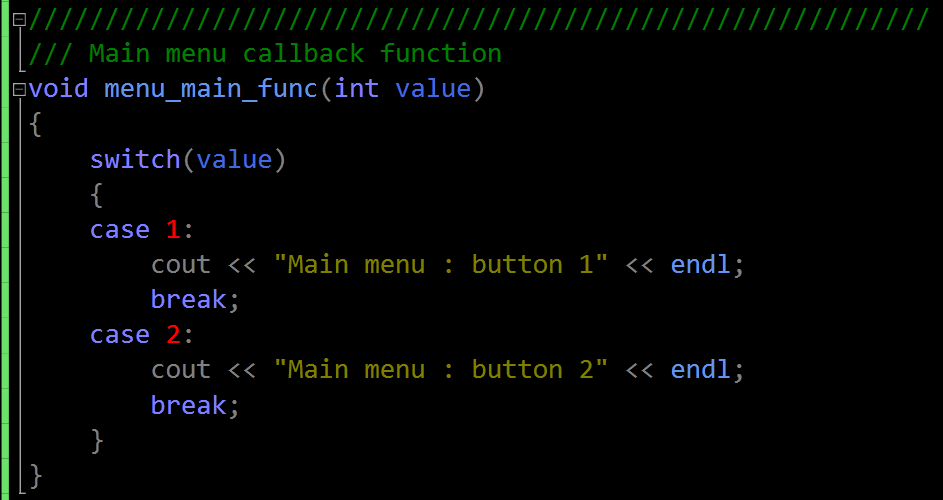 ///////////////////////////////////////////////////////////
/// Main menu callback function
void menu_main_func(int value)
{
    switch(value)
    {
    case 1:
        cout << "Main menu : button 1" << endl;
        break;
    case 2:
        cout << "Main menu : button 2" << endl;
        break;
    }
}